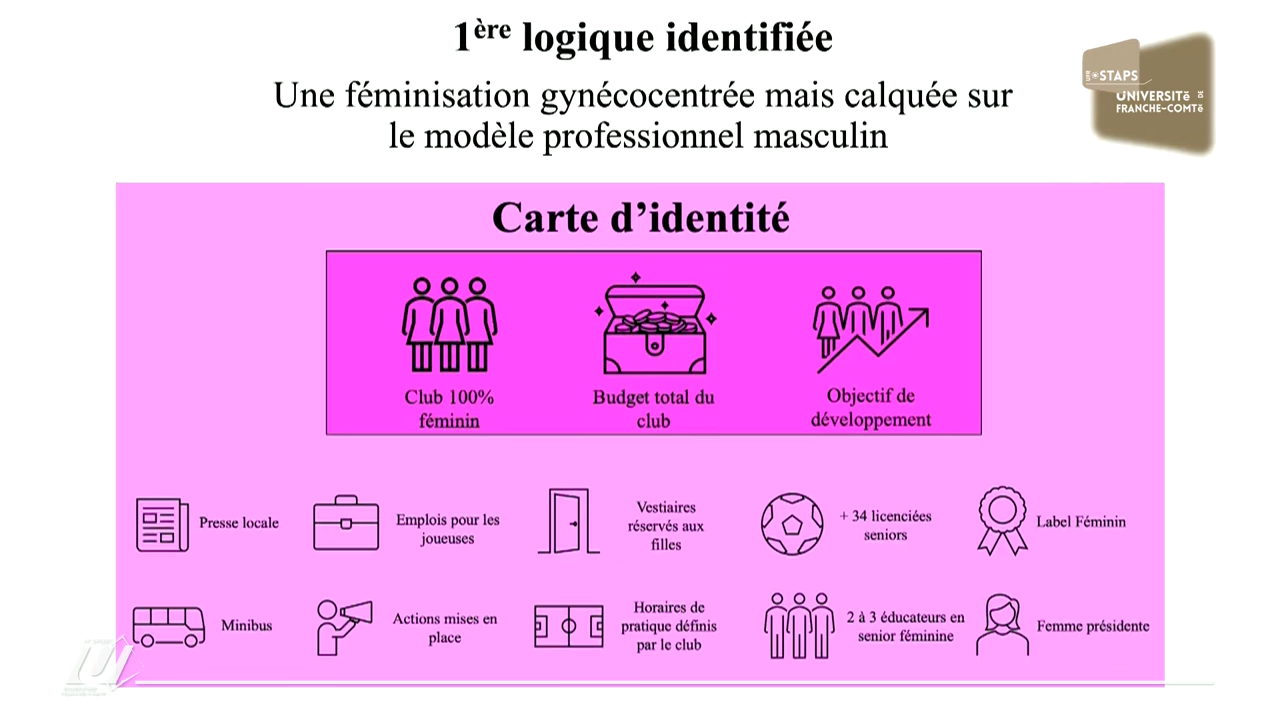 1ère logique identifiée
Une féminisation gynécocentrée mais calquée sur
le modèle professionnel masculin
UFR STAPS
UNIVERSITē DE
FRANCHE-COMTē
Carte d’identité
Club 100%
féminin
Budget total du
club
Objectif de
développement
Presse locale
Emplois pour les
joueuses
Vestiaires
réservés aux
filles
+ 34 licenciées
seniors
Label Féminin
Minibus
Actions mises en
place
Horaires de
pratique définis
par le club
2 à 3 éducateurs en
senior féminine
Femme présidente